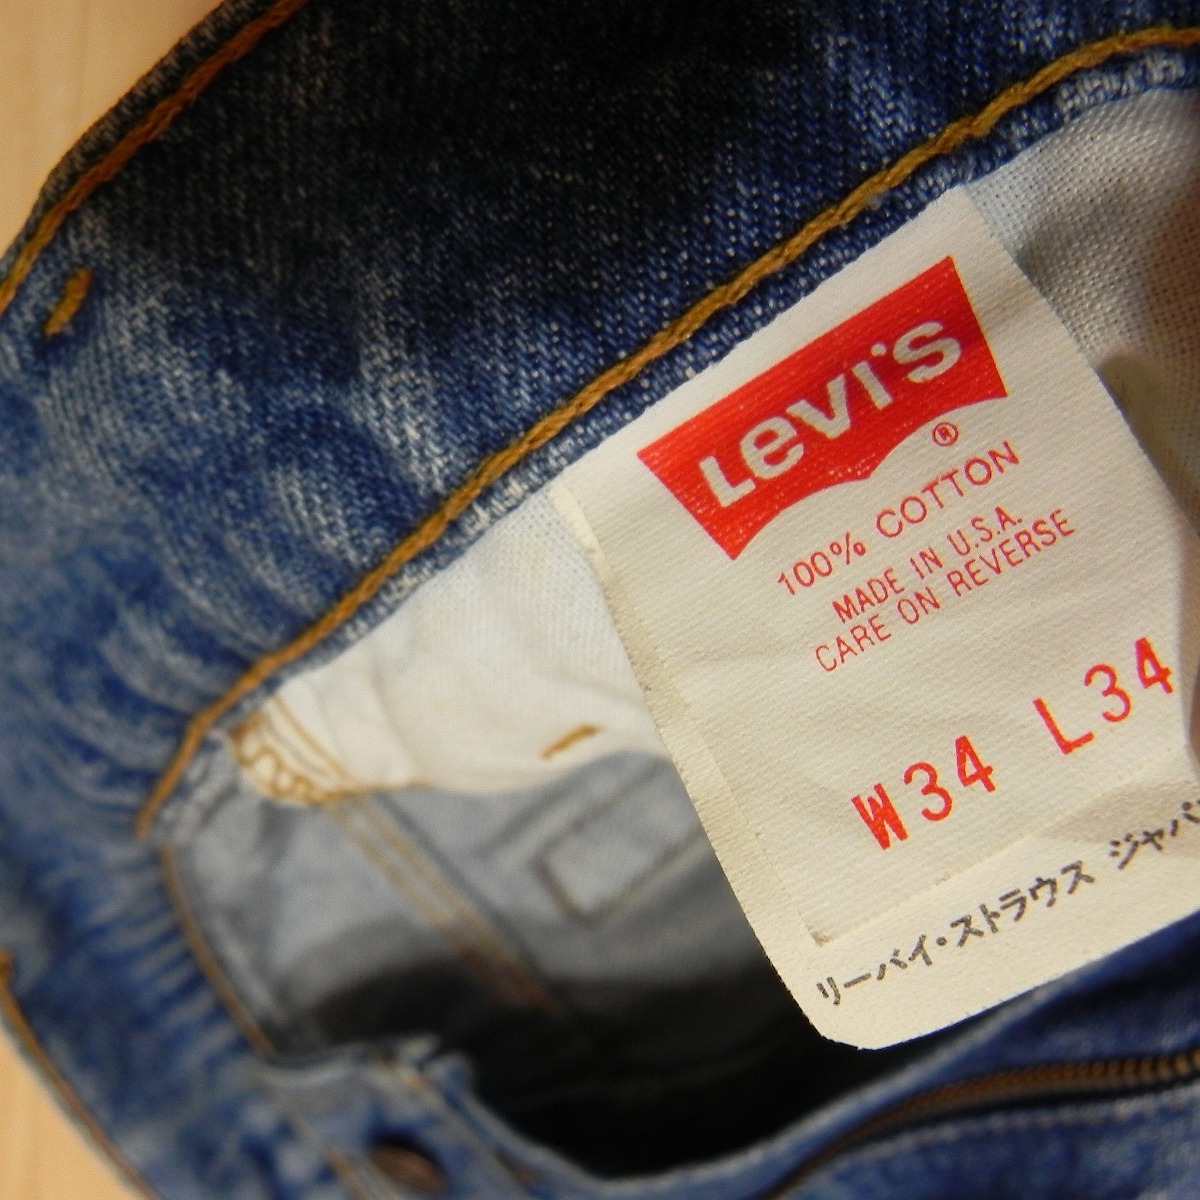 Levi's
®
100% COTTON
MADE IN U.S.A.
CARE ON REVERSE
W34 L34
リーバイ・ストラウス ジャパ